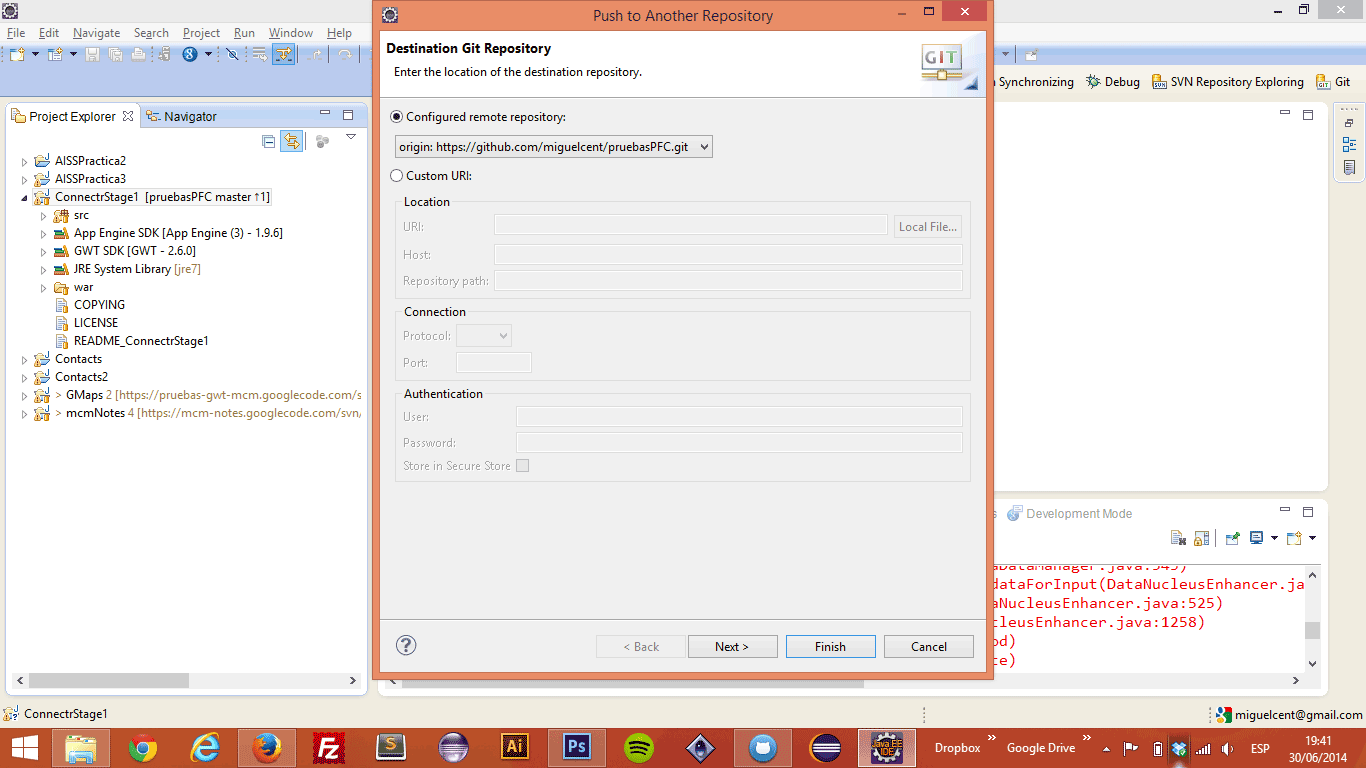 Push to Another Repository
File Edit Navigate Search Project Run Window Help
Destination Git Repository
Enter the location of the destination repository.
GIT
Synchronizing Debug SVN Repository Exploring Git
Project Explorer Navigator
Configured remote repository:
origin: https://github.com/miguelcent/pruebasPFC.git
Custom URI:
Location
URI: Local File...
Host:
Repository path:
Connection
Protocol:
Port:
Authentication
User:
Password:
Store in Secure Store
AISSPractica2
AISSPractica3
ConnectrStage1 [pruebasPFC master ↑1]
src
App Engine SDK [App Engine (3) - 1.9.6]
GWT SDK [GWT - 2.6.0]
JRE System Library [jre7]
war
COPYING
LICENSE
README_ConnectrStage1
Contacts
Contacts2
> GMaps 2 [https://pruebas-gwt-mcm.googlecode.com/s
> mcmNotes 4 [https://mcm-notes.googlecode.com/svn/
Development Mode
aDataManager.java:345)
dataForInput(DataNucleusEnhancer.ja
aNucleusEnhancer.java:525)
cleusEnhancer.java:1258)
od)
ce)
< Back Next > Finish Cancel
ConnectrStage1
miguelcent@gmail.com
Fz S Ai Ps Java EE IDE
Dropbox » Google Drive » ESP
19:41
30/06/2014